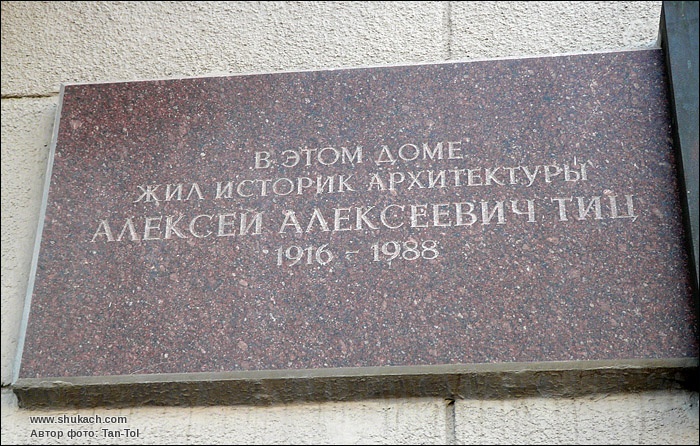 В ЭТОМ ДОМЕ
ЖИЛ ИСТОРИК АРХИТЕКТУРЫ
АЛЕКСЕЙ АЛЕКСЕЕВИЧ ТИЦ
1916 - 1988
www.shukach.com
Автор фото: Tan-Tol